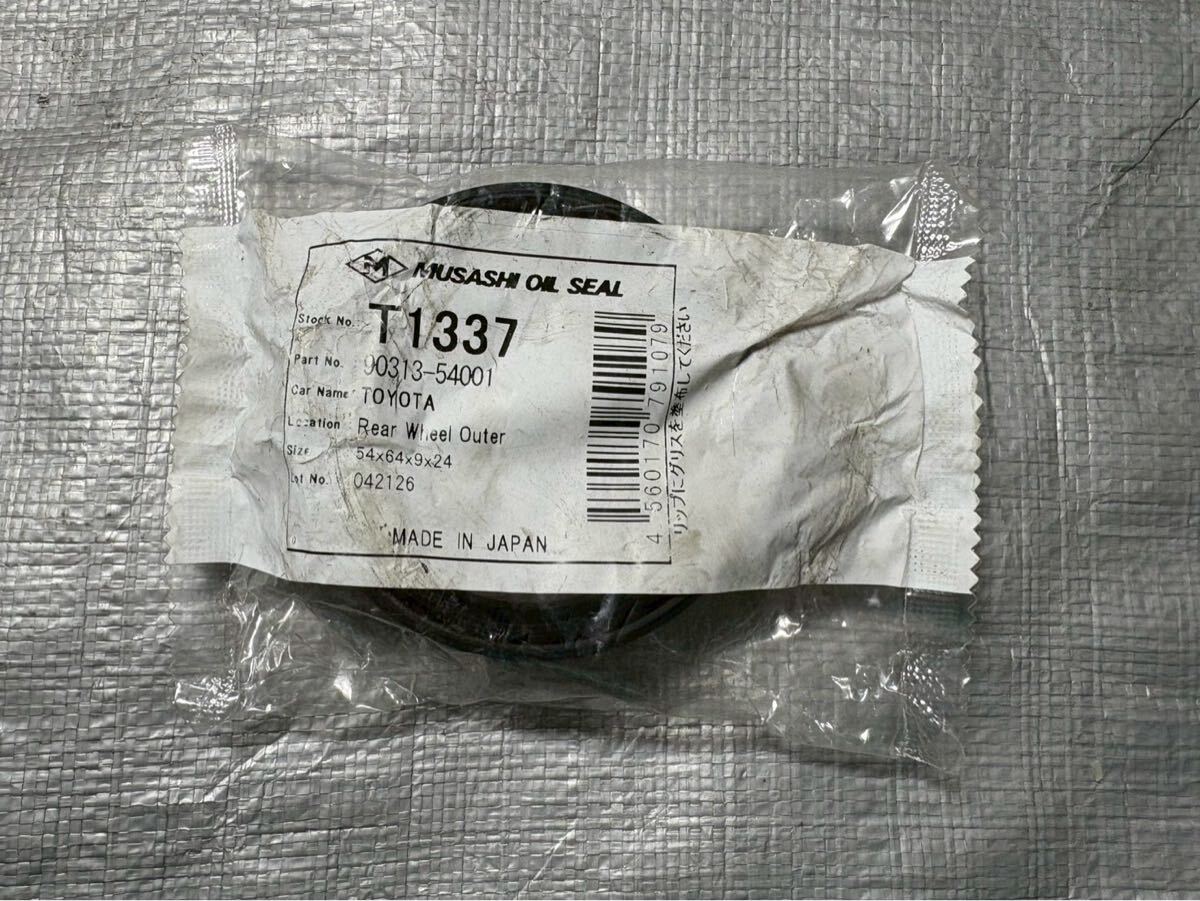 M MUSASHI OIL SEAL
Stock No. T1337
Part No. 90313-54001
Car Name TOYOTA
Location Rear Wheel Outer
Size 54x64x9x24
Lot No. 042126
MADE IN JAPAN
0
4 560170 791079
リップにグリスを塗布してください